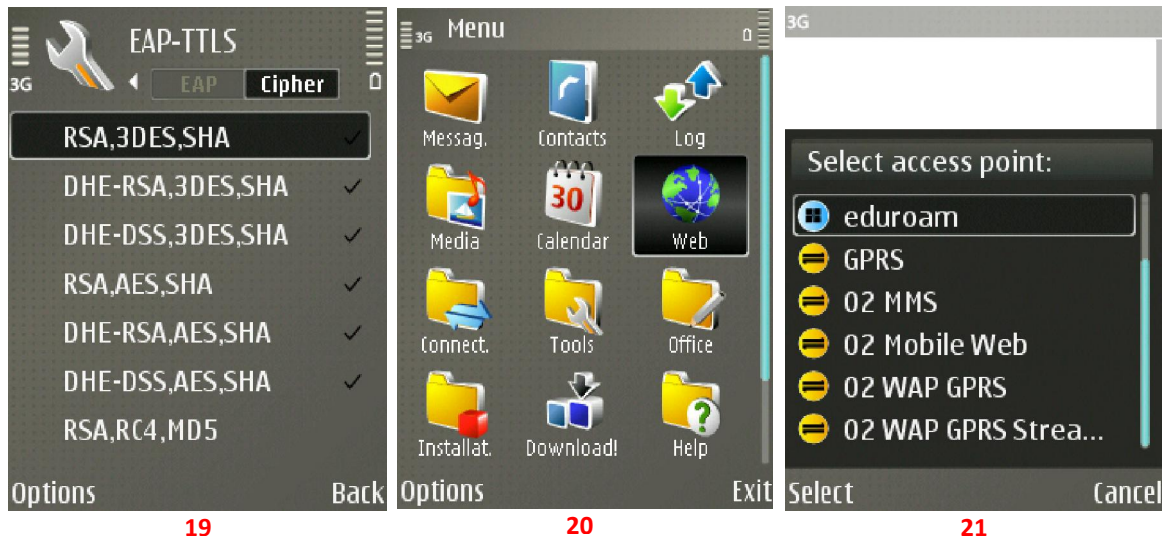 EAP-TTLS
3G
EAP Cipher
RSA,3DES,SHA
DHE-RSA,3DES,SHA
DHE-DSS,3DES,SHA
RSA,AES,SHA
DHE-RSA,AES,SHA
DHE-DSS,AES,SHA
RSA,RC4,MD5
Options Back
19
3G Menu
Messag. Contacts Log
30
Media Calendar Web
Connect. Tools Office
?
Installat. Download! Help
Options Exit
20
3G
Select access point:
eduroam
GPRS
O2 MMS
O2 Mobile Web
O2 WAP GPRS
O2 WAP GPRS Strea...
Select Cancel
21